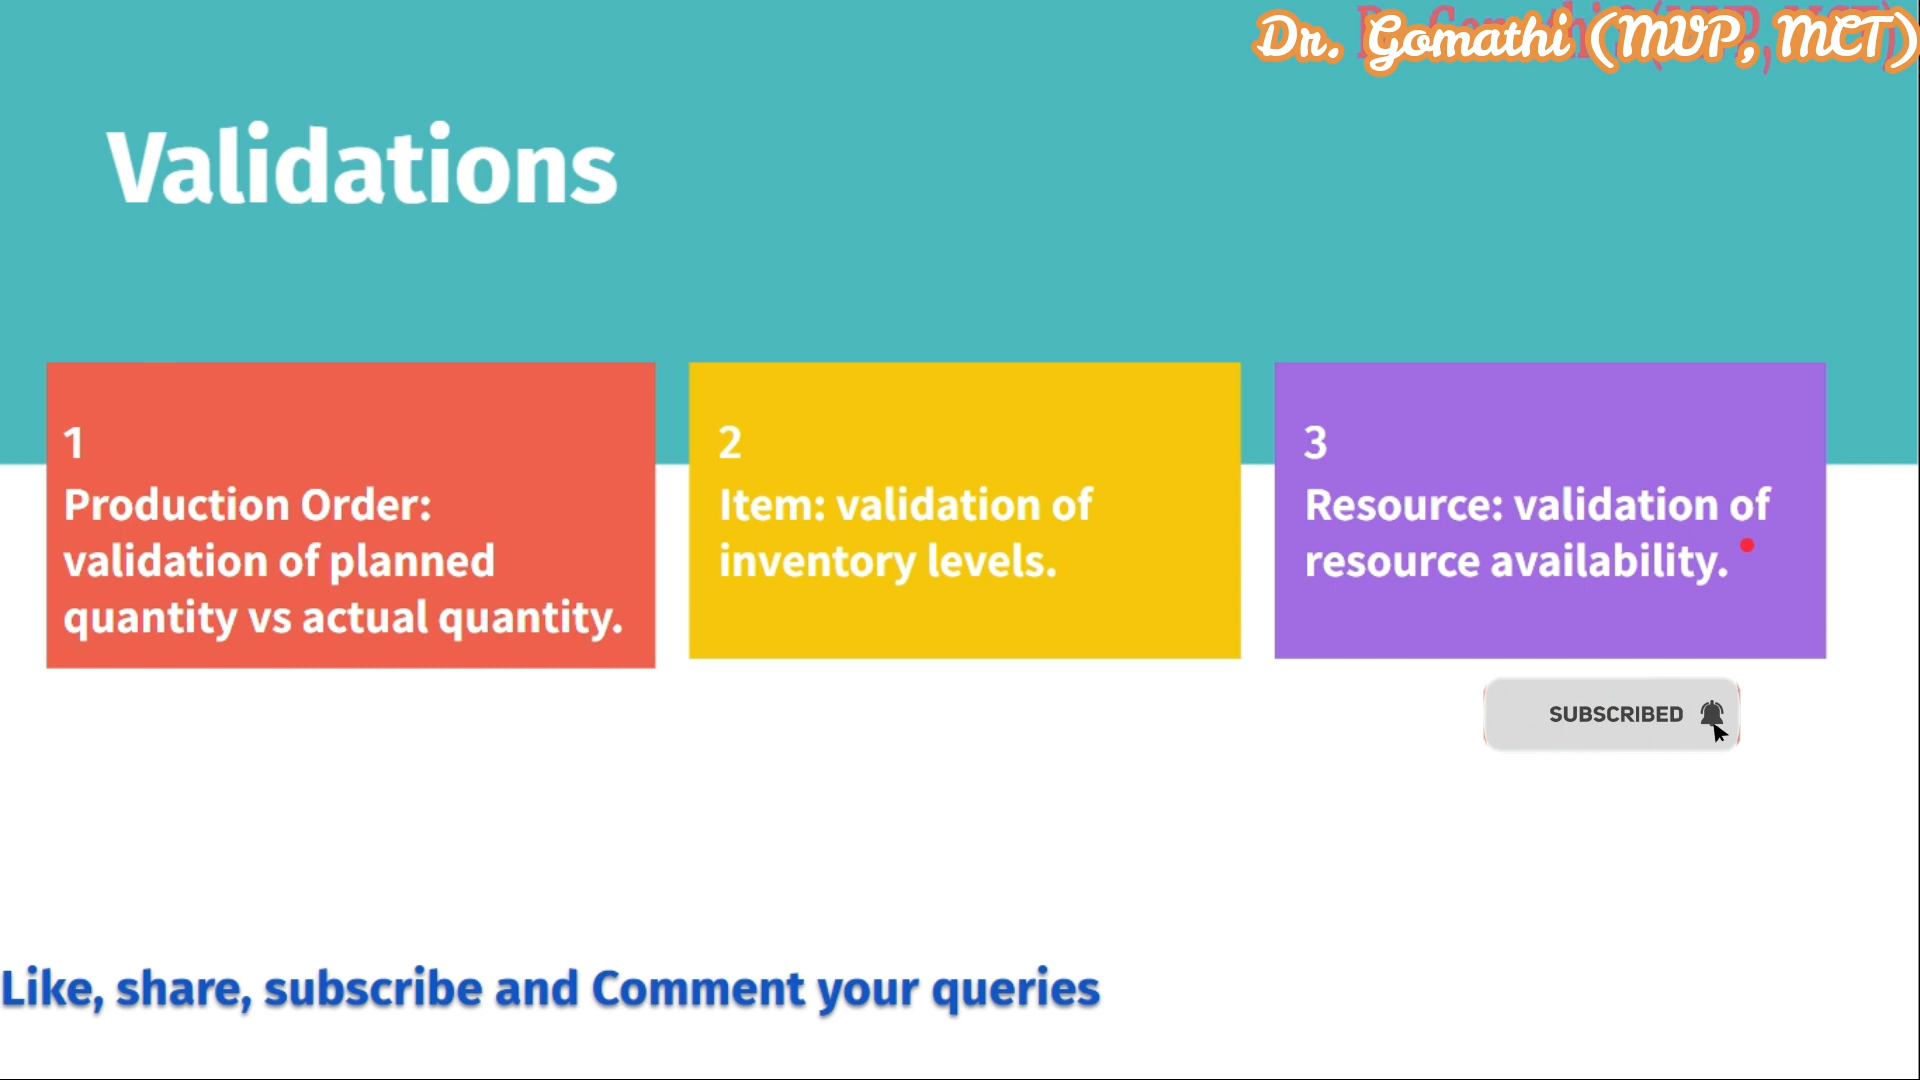 Dr. Gomathi (MVP, MCT)
Validations
1
Production Order:
validation of planned
quantity vs actual quantity.
2
Item: validation of
inventory levels.
3
Resource: validation of
resource availability.
SUBSCRIBED
Like, share, subscribe and Comment your queries